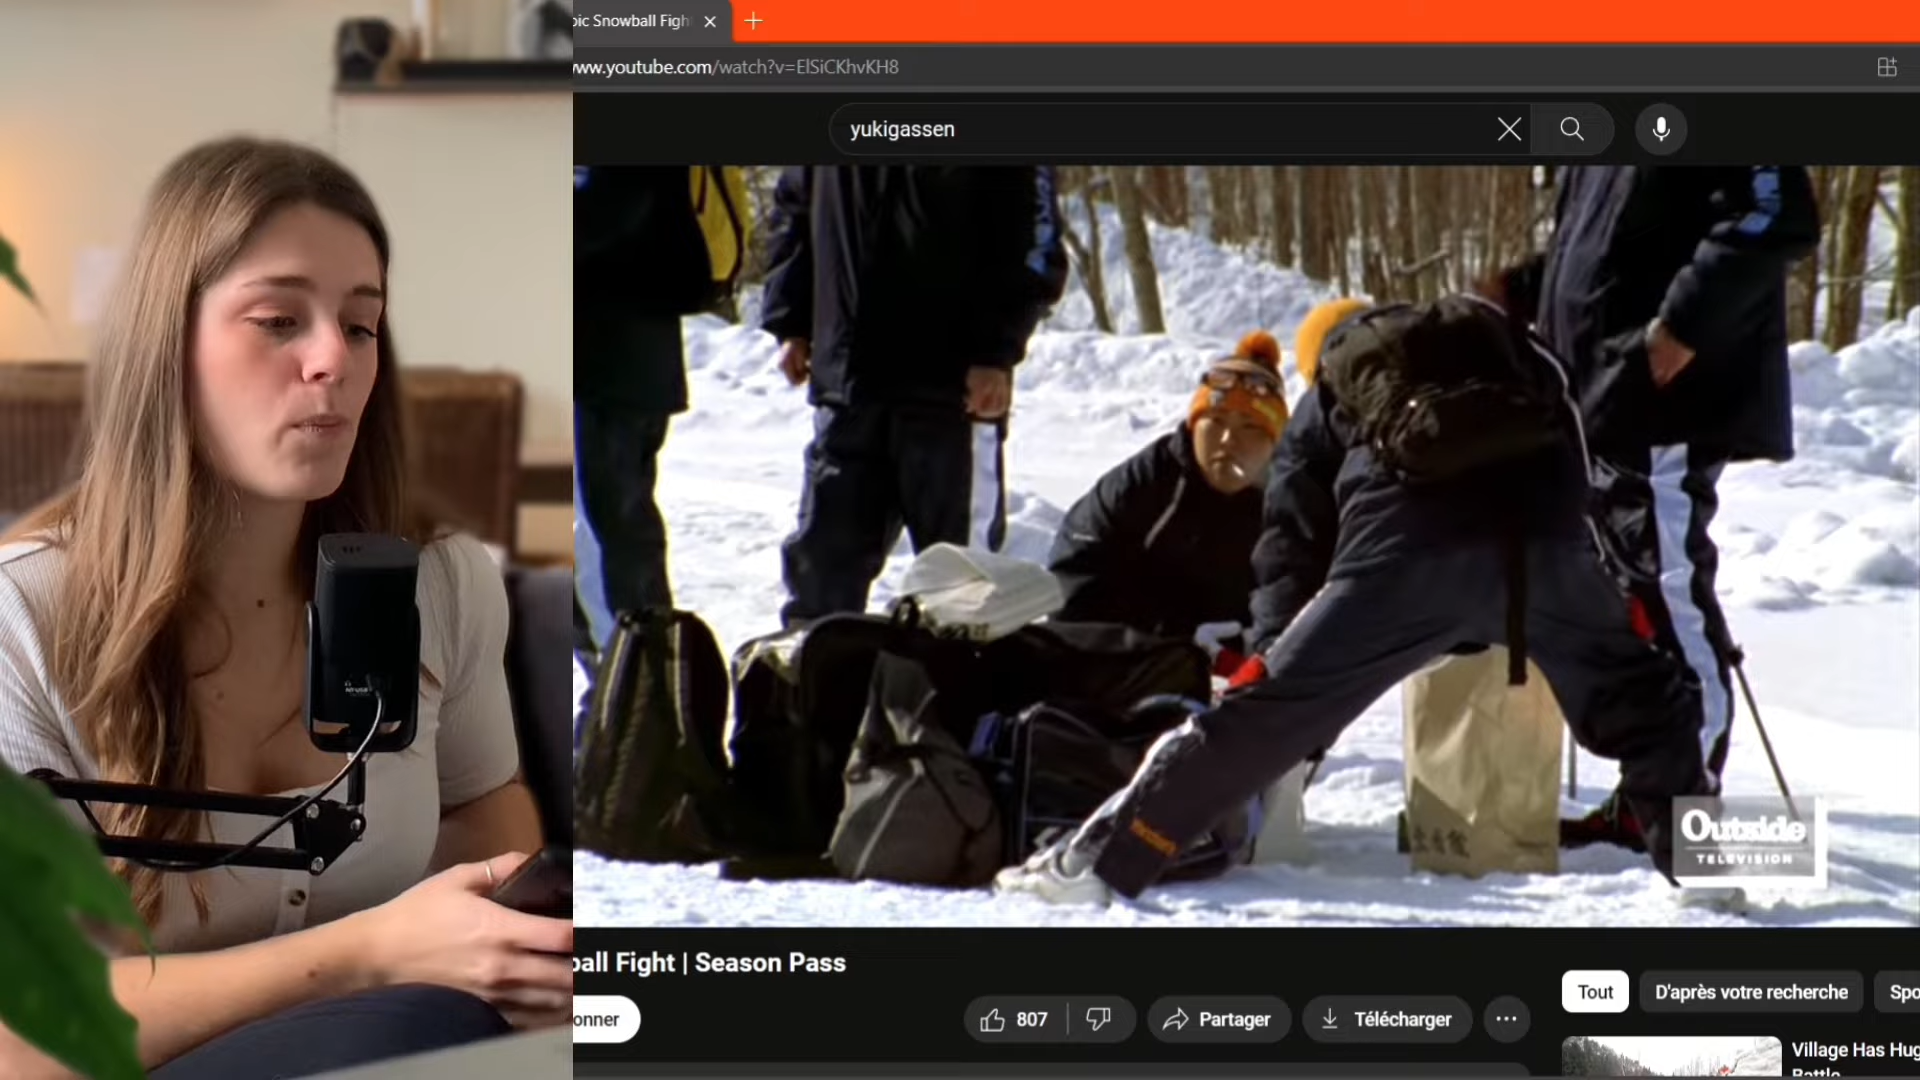 pic Snowball Figh
www.youtube.com/watch?v=ElSiCKhvKH8
yukigassen
Outside
TELEVISION
ball Fight | Season Pass
onner
807
Partager
Télécharger
Tout
D'après votre recherche
Spo
Village Has Hug
Battle